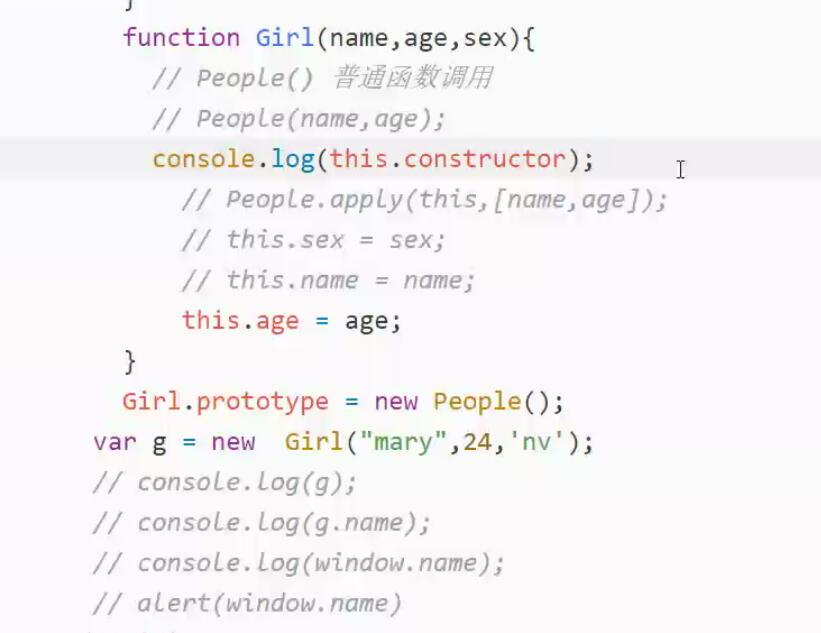 }
function Girl(name,age,sex){
// People() 普通函数调用
// People(name,age);
console.log(this.constructor);
// People.apply(this,[name,age]);
// this.sex = sex;
// this.name = name;
this.age = age;
}
Girl.prototype = new People();
var g = new  Girl("mary",24,'nv');
// console.log(g);
// console.log(g.name);
// console.log(window.name);
// alert(window.name)